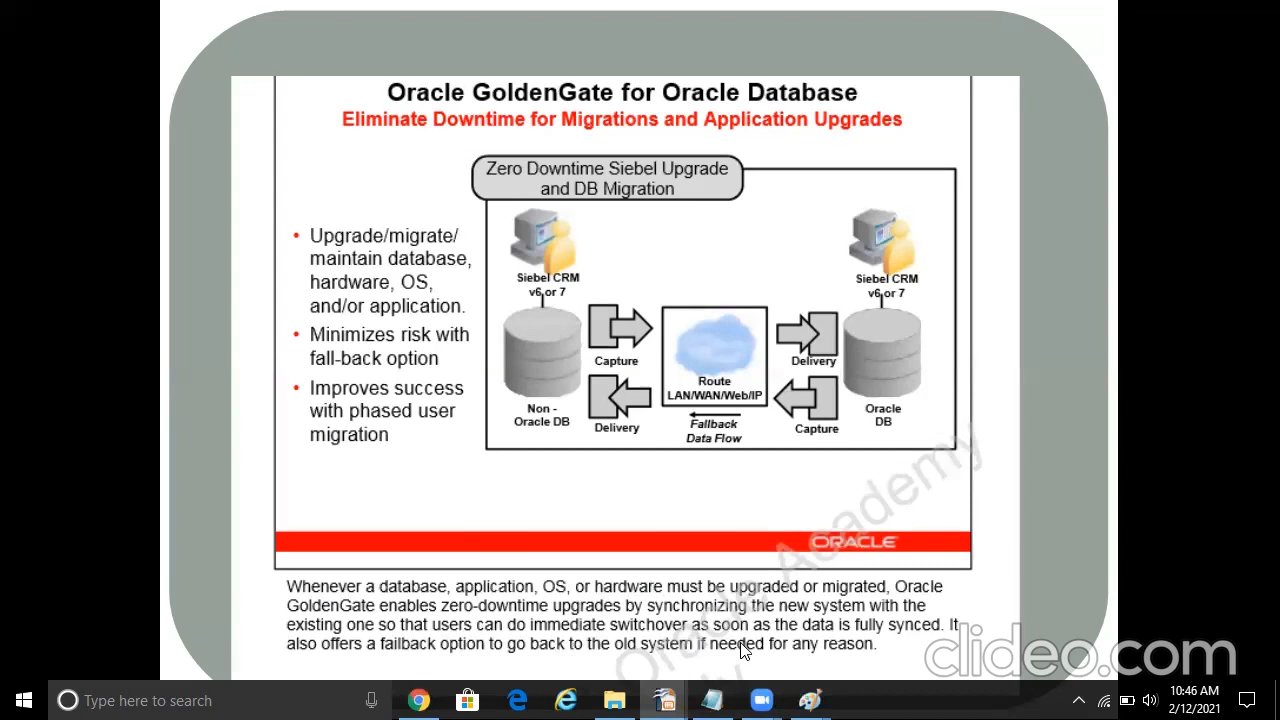 Oracle GoldenGate for Oracle Database
Eliminate Downtime for Migrations and Application Upgrades
Zero Downtime Siebel Upgrade
and DB Migration
• Upgrade/migrate/
maintain database,
hardware, OS,
and/or application.
• Minimizes risk with
fall-back option
• Improves success
with phased user
migration
Siebel CRM
v6 or 7
Siebel CRM
v6 or 7
Capture
Delivery
Route
LAN/WAN/Web/IP
Non -
Oracle DB
Delivery
Fallback
Data Flow
Capture
Oracle
DB
ORACLE
Oracle Academy
Whenever a database, application, OS, or hardware must be upgraded or migrated, Oracle
GoldenGate enables zero-downtime upgrades by synchronizing the new system with the
existing one so that users can do immediate switchover as soon as the data is fully synced. It
also offers a failback option to go back to the old system if needed for any reason.
clideo.com
Type here to search
10:46 AM
2/12/2021